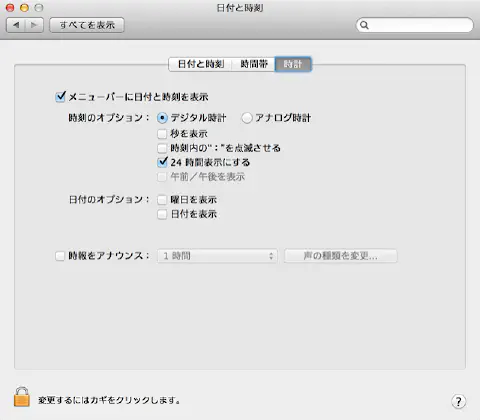 日付と時刻
すべてを表示
日付と時刻 時間帯 時計
メニューバーに日付と時刻を表示
時刻のオプション： デジタル時計 アナログ時計
秒を表示
時刻内の“：”を点滅させる
24 時間表示にする
午前／午後を表示
日付のオプション： 曜日を表示
日付を表示
時報をアナウンス： 1 時間 声の種類を変更...
変更するにはカギをクリックします。 ?